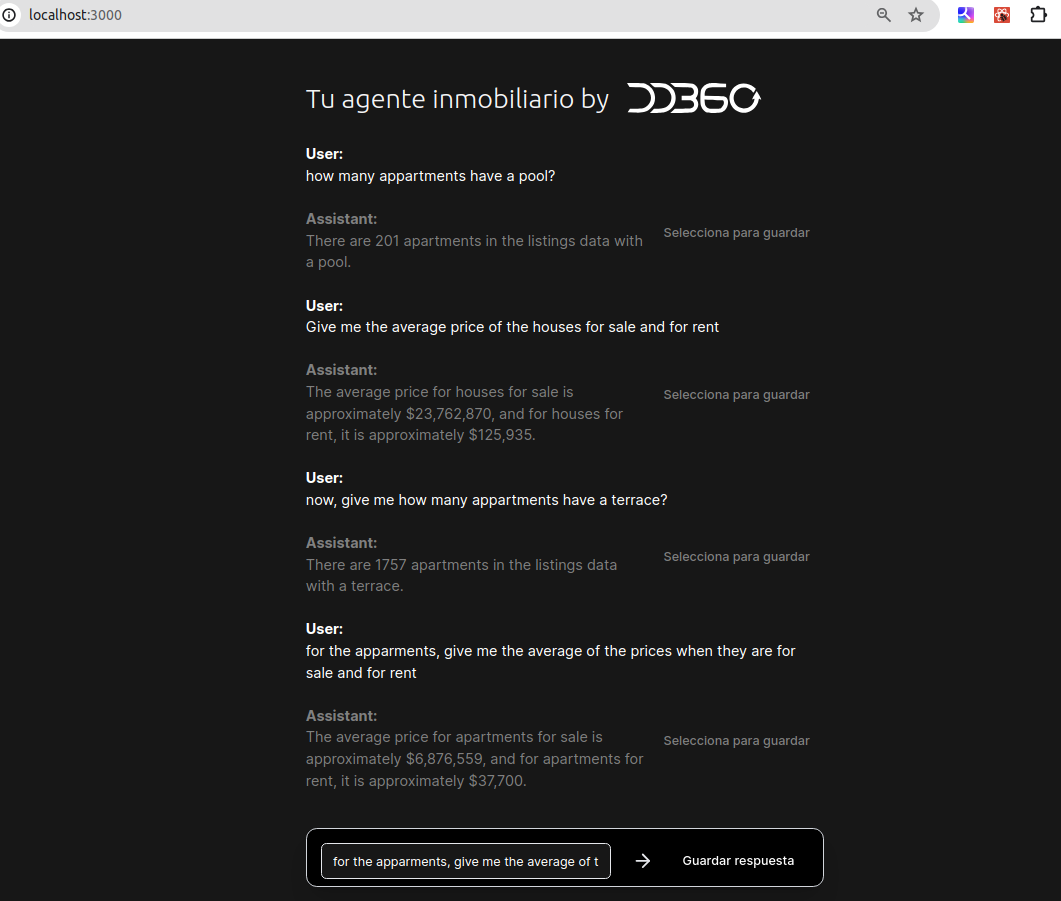 localhost:3000
Tu agente inmobiliario by DD360
User:
how many appartments have a pool?
Assistant:
There are 201 apartments in the listings data with
a pool.
Selecciona para guardar
User:
Give me the average price of the houses for sale and for rent
Assistant:
The average price for houses for sale is
approximately $23,762,870, and for houses for
rent, it is approximately $125,935.
Selecciona para guardar
User:
now, give me how many appartments have a terrace?
Assistant:
There are 1757 apartments in the listings data
with a terrace.
Selecciona para guardar
User:
for the apparments, give me the average of the prices when they are for
sale and for rent
Assistant:
The average price for apartments for sale is
approximately $6,876,559, and for apartments for
rent, it is approximately $37,700.
Selecciona para guardar
for the apparments, give me the average of t
Guardar respuesta